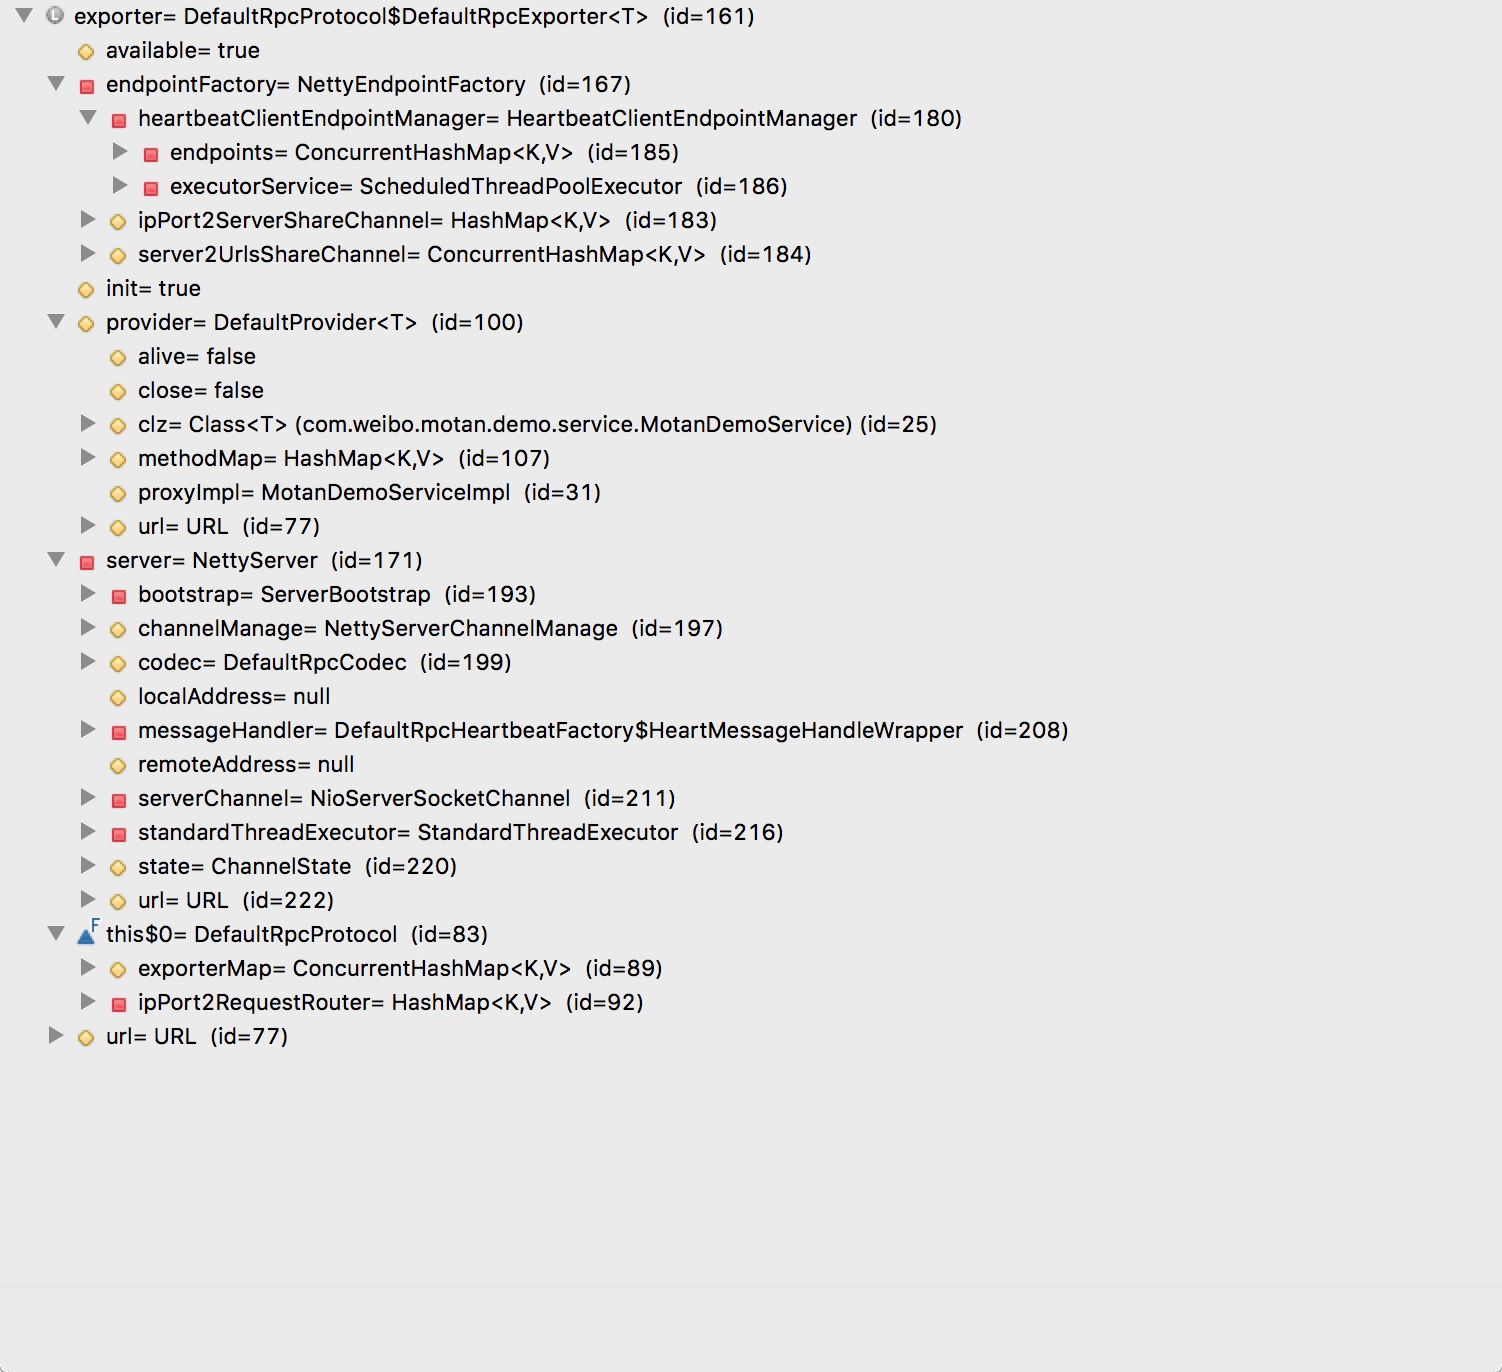 exporter= DefaultRpcProtocol$DefaultRpcExporter<T> (id=161)
available= true
endpointFactory= NettyEndpointFactory (id=167)
heartbeatClientEndpointManager= HeartbeatClientEndpointManager (id=180)
endpoints= ConcurrentHashMap<K,V> (id=185)
executorService= ScheduledThreadPoolExecutor (id=186)
ipPort2ServerShareChannel= HashMap<K,V> (id=183)
server2UrlsShareChannel= ConcurrentHashMap<K,V> (id=184)
init= true
provider= DefaultProvider<T> (id=100)
alive= false
close= false
clz= Class<T> (com.weibo.motan.demo.service.MotanDemoService) (id=25)
methodMap= HashMap<K,V> (id=107)
proxyImpl= MotanDemoServiceImpl (id=31)
url= URL (id=77)
server= NettyServer (id=171)
bootstrap= ServerBootstrap (id=193)
channelManage= NettyServerChannelManage (id=197)
codec= DefaultRpcCodec (id=199)
localAddress= null
messageHandler= DefaultRpcHeartbeatFactory$HeartMessageHandleWrapper (id=208)
remoteAddress= null
serverChannel= NioServerSocketChannel (id=211)
standardThreadExecutor= StandardThreadExecutor (id=216)
state= ChannelState (id=220)
url= URL (id=222)
this$0= DefaultRpcProtocol (id=83)
exporterMap= ConcurrentHashMap<K,V> (id=89)
ipPort2RequestRouter= HashMap<K,V> (id=92)
url= URL (id=77)